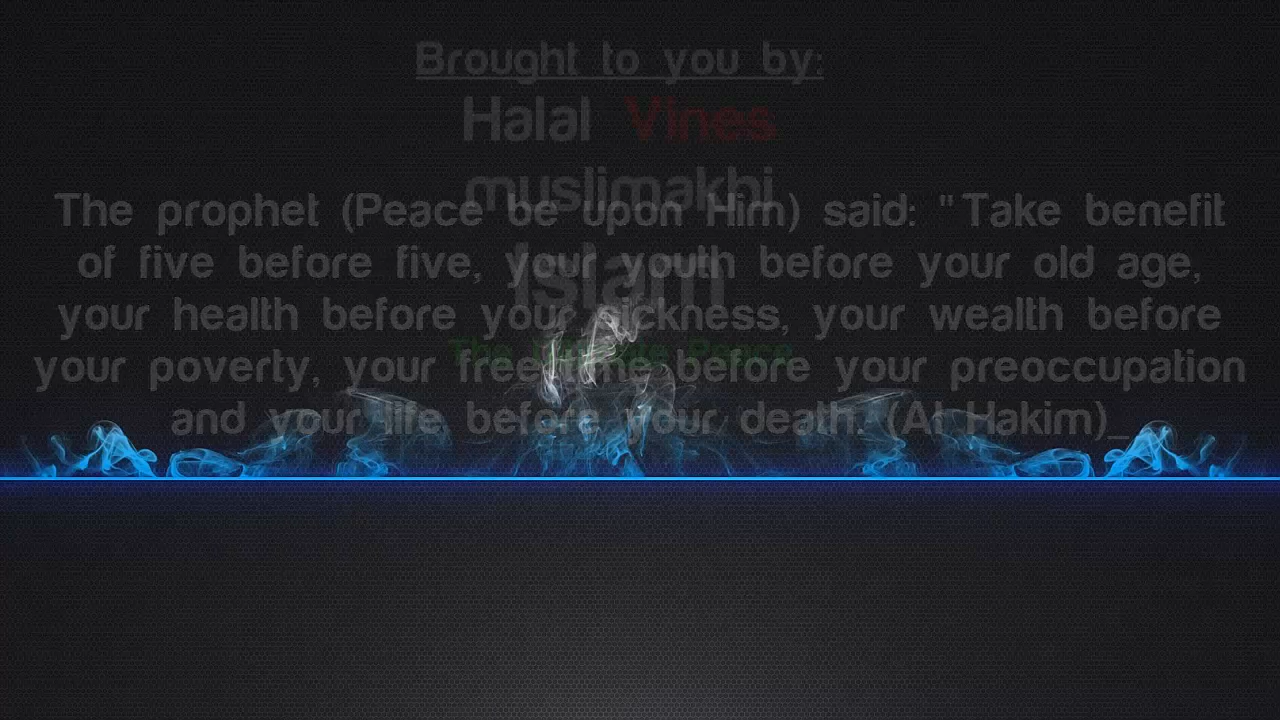 Brought to you by:
Halal Vines
muslimakhi
The prophet (Peace be upon Him) said: "Take benefit
of five before five, your youth before your old age,
Islam
your health before your sickness, your wealth before
your poverty, your free time before your preoccupation
and your life before your death" (Al Hakim)_